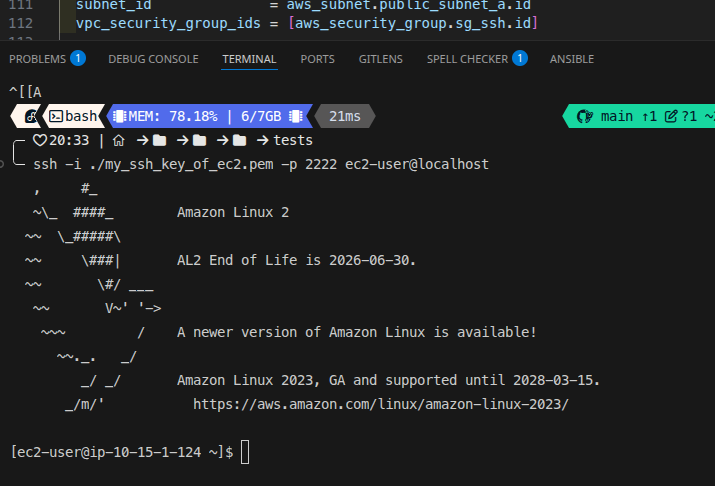 111 subnet_id = aws_subnet.public_subnet_a.id
112 vpc_security_group_ids = [aws_security_group.sg_ssh.id]
PROBLEMS 1 DEBUG CONSOLE TERMINAL PORTS GITLENS SPELL CHECKER 1 ANSIBLE
^[[A
bash MEM: 78.18% | 6/7GB 21ms main ↑1 ?1 ~
20:33 | → → → → tests
ssh -i ./my_ssh_key_of_ec2.pem -p 2222 ec2-user@localhost
   ,     #_
   ~\_  ####_        Amazon Linux 2
  ~~  \_#####\
  ~~     \###|       AL2 End of Life is 2026-06-30.
  ~~       \#/ ___
   ~~       V~' '->
    ~~~         /    A newer version of Amazon Linux is available!
      ~~._.   _/
         _/ _/       Amazon Linux 2023, GA and supported until 2028-03-15.
       _/m/'           https://aws.amazon.com/linux/amazon-linux-2023/
[ec2-user@ip-10-15-1-124 ~]$